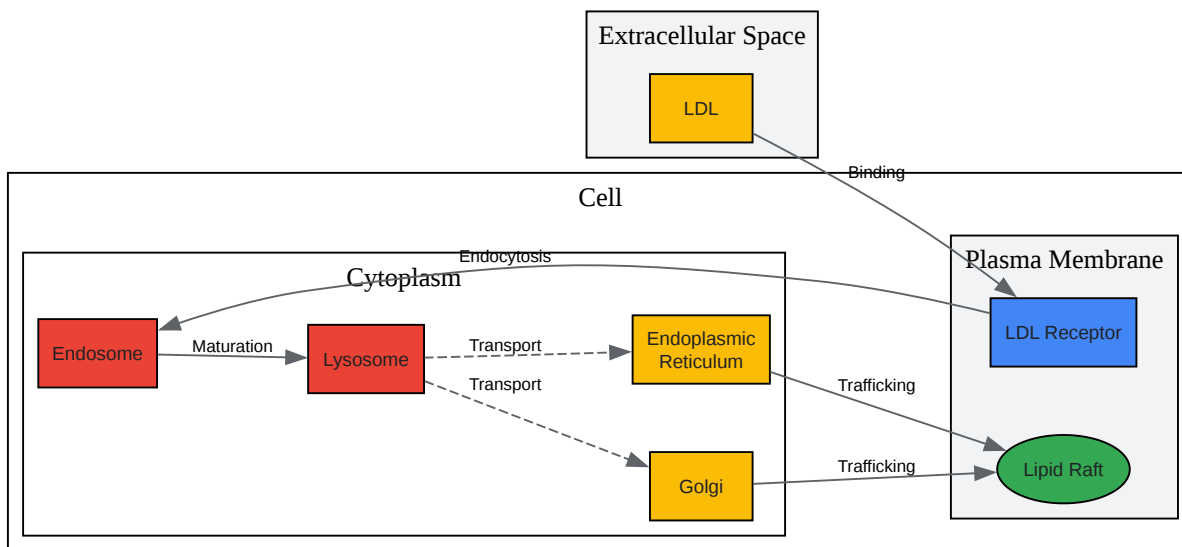 Extracellular Space
LDL
Binding
Cell
Plasma Membrane
Endocytosis
Cytoplasm
LDL Receptor
Endosome
Maturation
Lysosome
Transport
Endoplasmic
Reticulum
Transport
Trafficking
Golgi
Trafficking
Lipid Raft